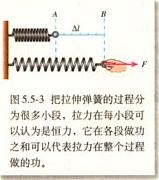 A B
Δl
F
图 5.5-3 把拉伸弹簧的过程分
为很多小段，拉力在每小段可
以认为是恒力，它在各段做功
之和可以代表拉力在整个过程
做的功。